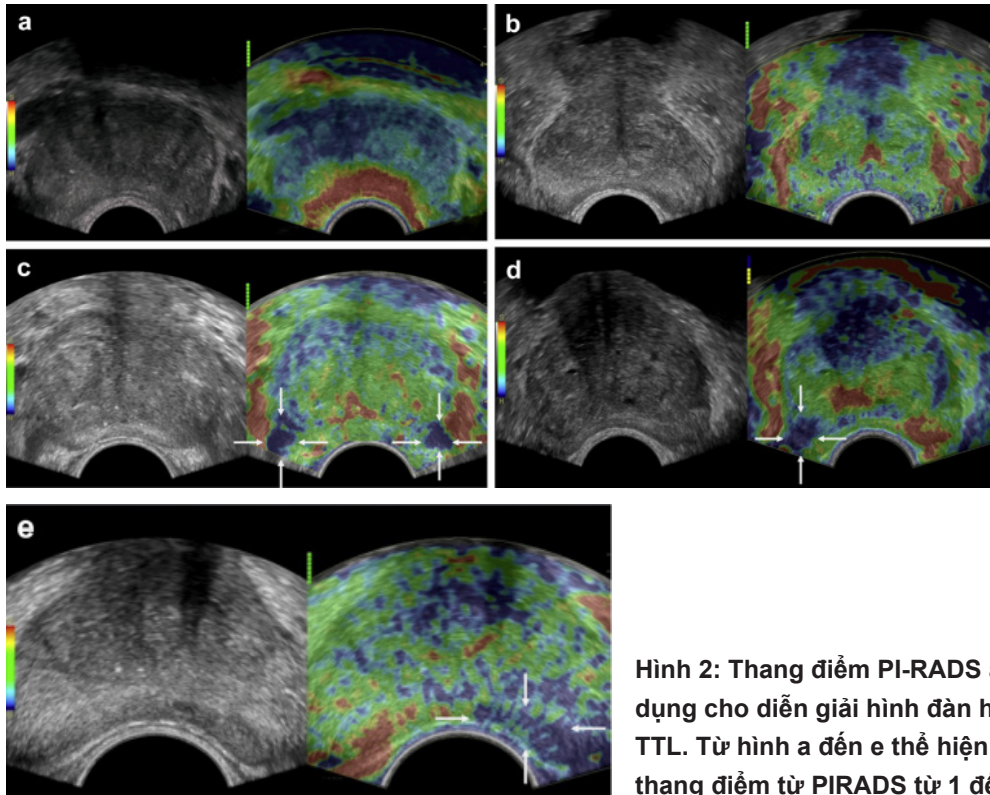 a
b
c
d
e
Hình 2: Thang điểm PI-RADS
dụng cho diễn giải hình đàn
TTL. Từ hình a đến e thể hiện
thang điểm từ PIRADS từ 1